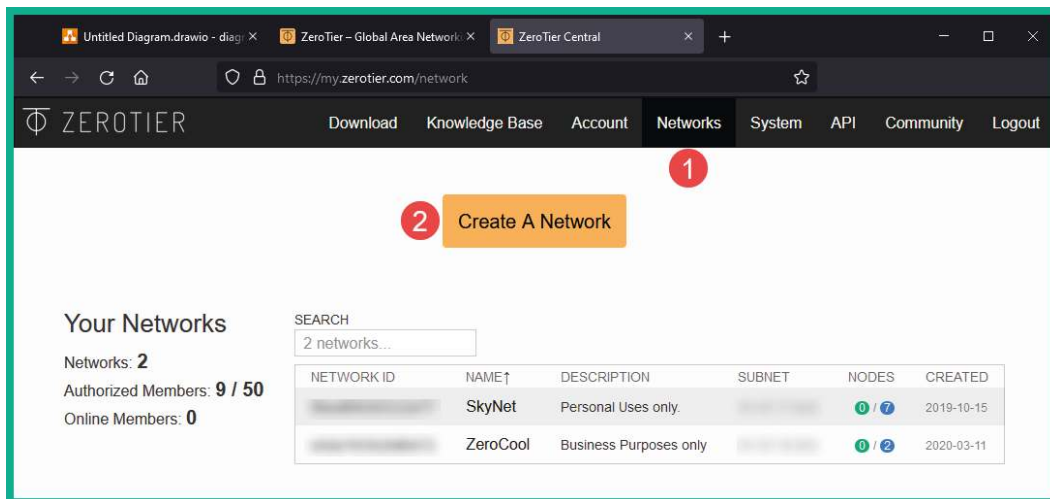 Untitled Diagram.drawio - diagr
ZeroTier – Global Area Network
ZeroTier Central
https://my.zerotier.com/network
ZEROTIER
Download Knowledge Base Account Networks System API Community Logout
1
2 Create A Network
Your Networks
Networks: 2
Authorized Members: 9 / 50
Online Members: 0
SEARCH
2 networks...
NETWORK ID NAME↑ DESCRIPTION SUBNET NODES CREATED
SkyNet Personal Uses only. 0 / 7 2019-10-15
ZeroCool Business Purposes only 0 / 2 2020-03-11